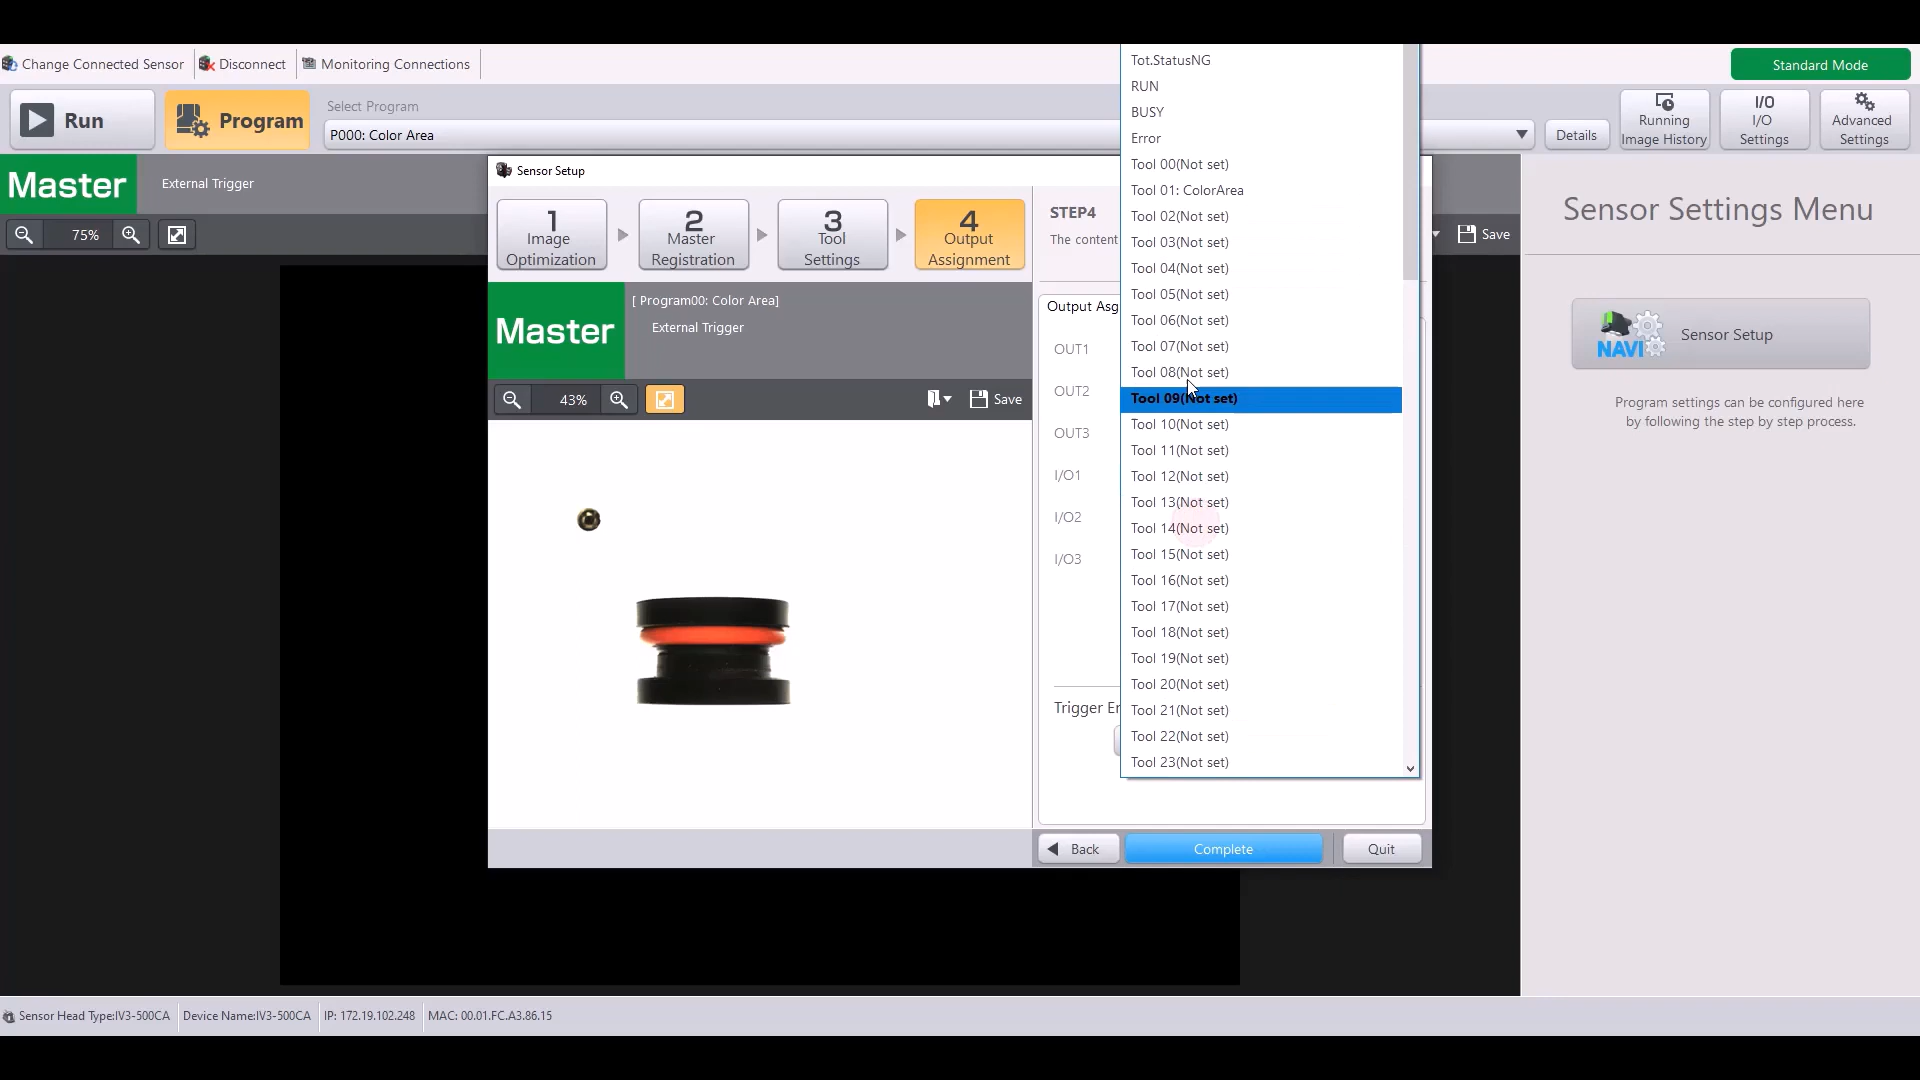 Change Connected Sensor
Disconnect
Monitoring Connections
Standard Mode
Run
Program
Select Program
P000: Color Area
Details
Running
Image History
I/O
I/O
Settings
Advanced
Settings
Master
External Trigger
75%
Save
Sensor Setup
1
Image
Optimization
2
Master
Registration
3
Tool
Settings
4
Output
Assignment
STEP4
The content
Master
[ Program00: Color Area]
External Trigger
43%
Save
Output Asg
OUT1
OUT2
OUT3
I/O1
I/O2
I/O3
Trigger Er
Tot.StatusNG
RUN
BUSY
Error
Tool 00(Not set)
Tool 01: ColorArea
Tool 02(Not set)
Tool 03(Not set)
Tool 04(Not set)
Tool 05(Not set)
Tool 06(Not set)
Tool 07(Not set)
Tool 08(Not set)
Tool 09(Not set)
Tool 10(Not set)
Tool 11(Not set)
Tool 12(Not set)
Tool 13(Not set)
Tool 14(Not set)
Tool 15(Not set)
Tool 16(Not set)
Tool 17(Not set)
Tool 18(Not set)
Tool 19(Not set)
Tool 20(Not set)
Tool 21(Not set)
Tool 22(Not set)
Tool 23(Not set)
Back
Complete
Quit
Sensor Settings Menu
NAVI
Sensor Setup
Program settings can be configured here
by following the step by step process.
Sensor Head Type:IV3-500CA
Device Name:IV3-500CA
IP: 172.19.102.248
MAC: 00.01.FC.A3.86.15